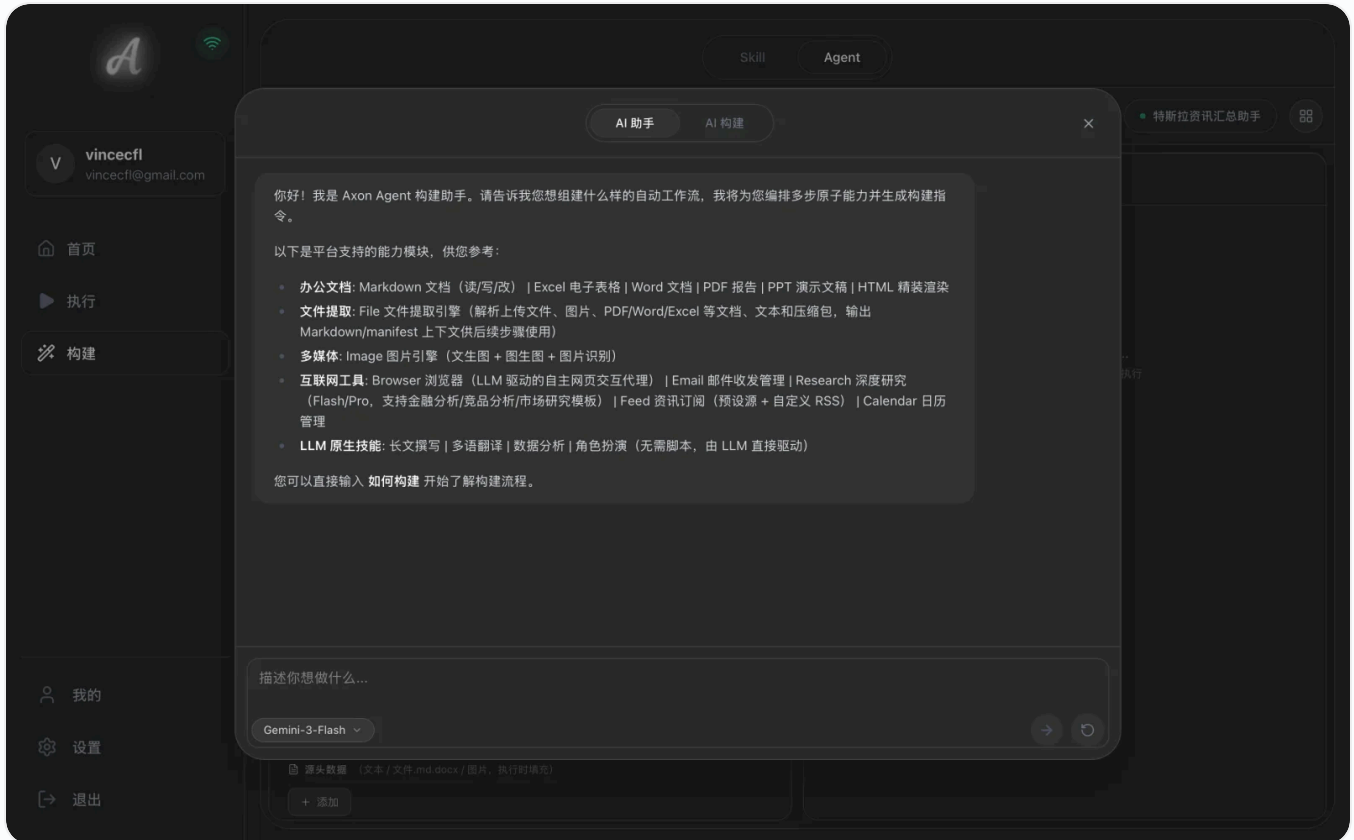 A
Skill
Agent
AI 助手
AI 构建
特斯拉资讯汇总助手
V
vincecfl
vincecfl@gmail.com
首页
执行
构建
你好！我是 Axon Agent 构建助手。请告诉我您想组建什么样的自动工作流，我将为您编排多步原子能力并生成构建指
令。
以下是平台支持的能力模块，供您参考：
办公文档: Markdown 文档（读/写/改） | Excel 电子表格 | Word 文档 | PDF 报告 | PPT 演示文稿 | HTML 精装渲染
文件提取: File 文件提取引擎（解析上传文件、图片、PDF/Word/Excel 等文档、文本和压缩包，输出
Markdown/manifest 上下文供后续步骤使用）
多媒体: Image 图片引擎（文生图 + 图生图 + 图片识别）
互联网工具: Browser 浏览器（LLM 驱动的自主网页交互代理） | Email 邮件收发管理 | Research 深度研究
（Flash/Pro，支持金融分析/竞品分析/市场研究模板） | Feed 资讯订阅（预设源 + 自定义 RSS） | Calendar 日历
管理
LLM 原生技能: 长文撰写 | 多语翻译 | 数据分析 | 角色扮演（无需脚本，由 LLM 直接驱动）
您可以直接输入 如何构建 开始了解构建流程。
执行
描述你想做什么...
Gemini-3-Flash
我的
设置
退出
源头数据 （文本 / 文件.md.docx / 图片，执行时填充）
+ 添加